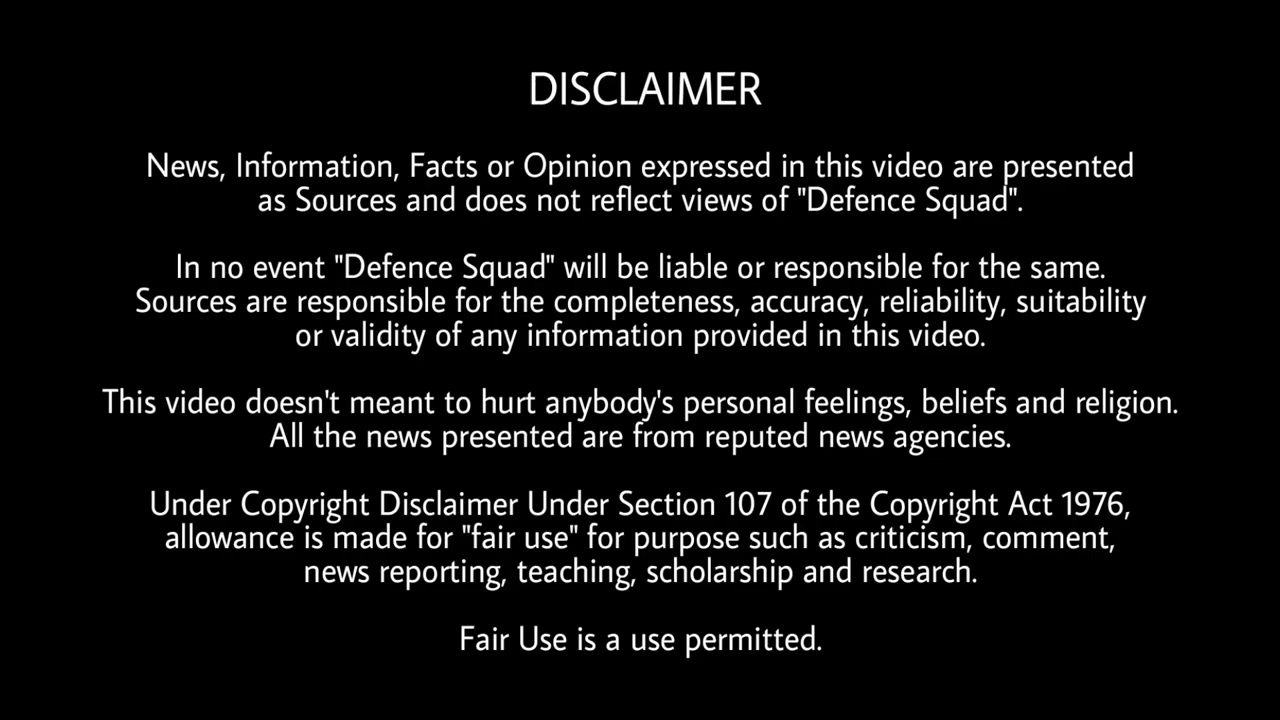 DISCLAIMER
News, Information, Facts or Opinion expressed in this video are presented
as Sources and does not reflect views of "Defence Squad".
In no event "Defence Squad" will be liable or responsible for the same.
Sources are responsible for the completeness, accuracy, reliability, suitability
or validity of any information provided in this video.
This video doesn't meant to hurt anybody's personal feelings, beliefs and religion.
All the news presented are from reputed news agencies.
Under Copyright Disclaimer Under Section 107 of the Copyright Act 1976,
allowance is made for "fair use" for purpose such as criticism, comment,
news reporting, teaching, scholarship and research.
Fair Use is a use permitted.